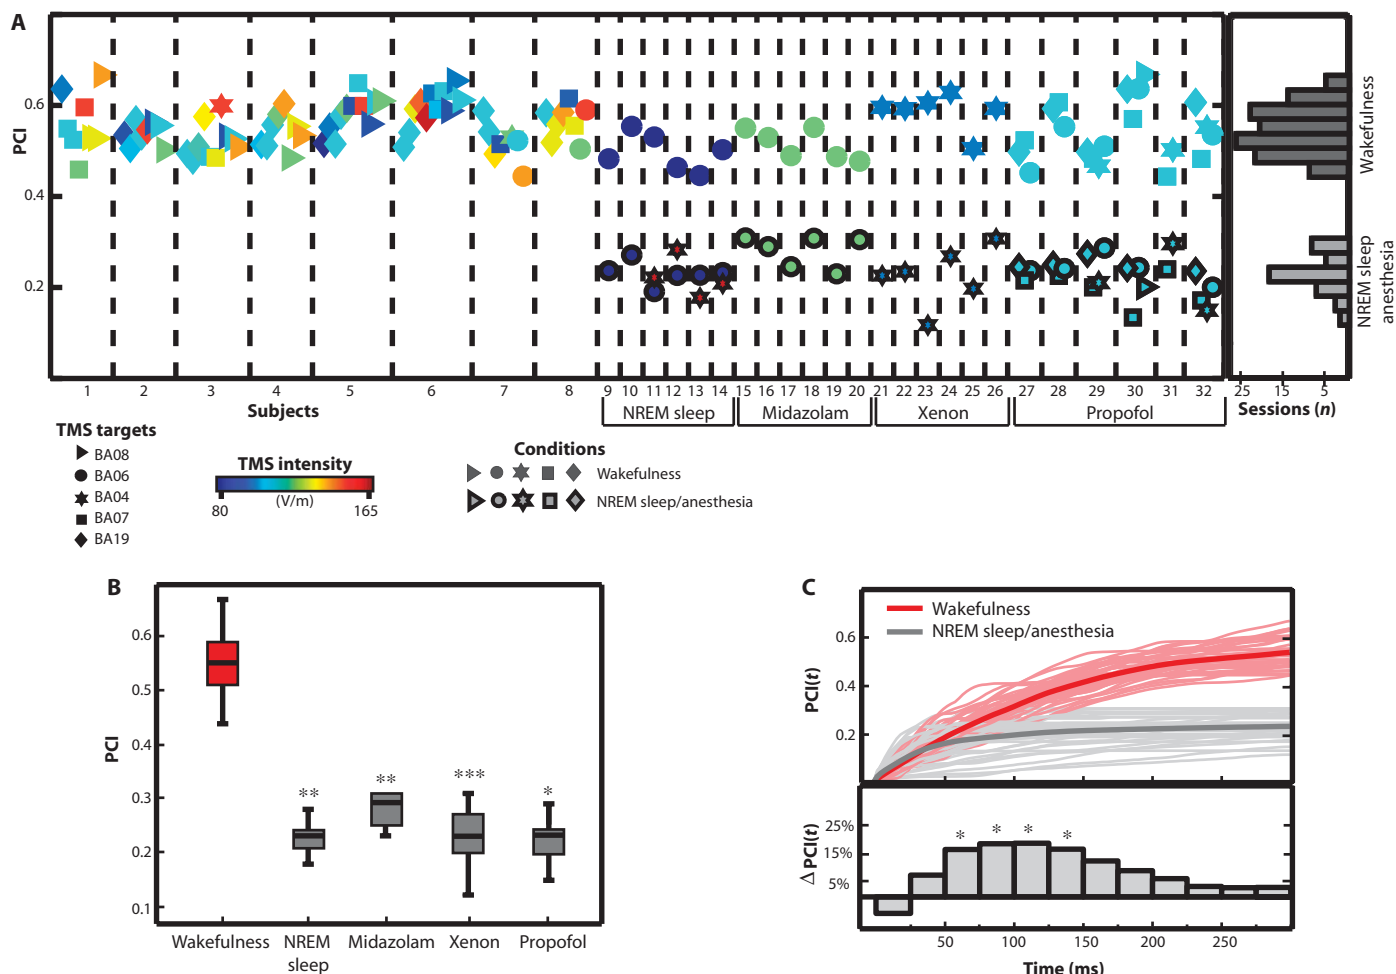 A
PCI
0.6
0.4
0.2
1 2 3 4 5 6 7 8 9 10 11 12 13 14 15 16 17 18 19 20 21 22 23 24 25 26 27 28 29 30 31 32
Subjects
NREM sleep
Midazolam
Xenon
Propofol
25 15 5
Sessions (n)
Wakefulness
NREM sleep
anesthesia
TMS targets
BA08
BA06
BA04
BA07
BA19
TMS intensity
80 (V/m) 165
Conditions
Wakefulness
NREM sleep/anesthesia
B
PCI
0.6
0.5
0.4
0.3
0.2
0.1
**
**
***
*
Wakefulness NREM sleep Midazolam Xenon Propofol
C
Wakefulness
NREM sleep/anesthesia
PCI(t)
0.6
0.4
0.2
Δ PCI(t)
25%
15%
5%
* * * *
50 100 150 200 250
Time (ms)